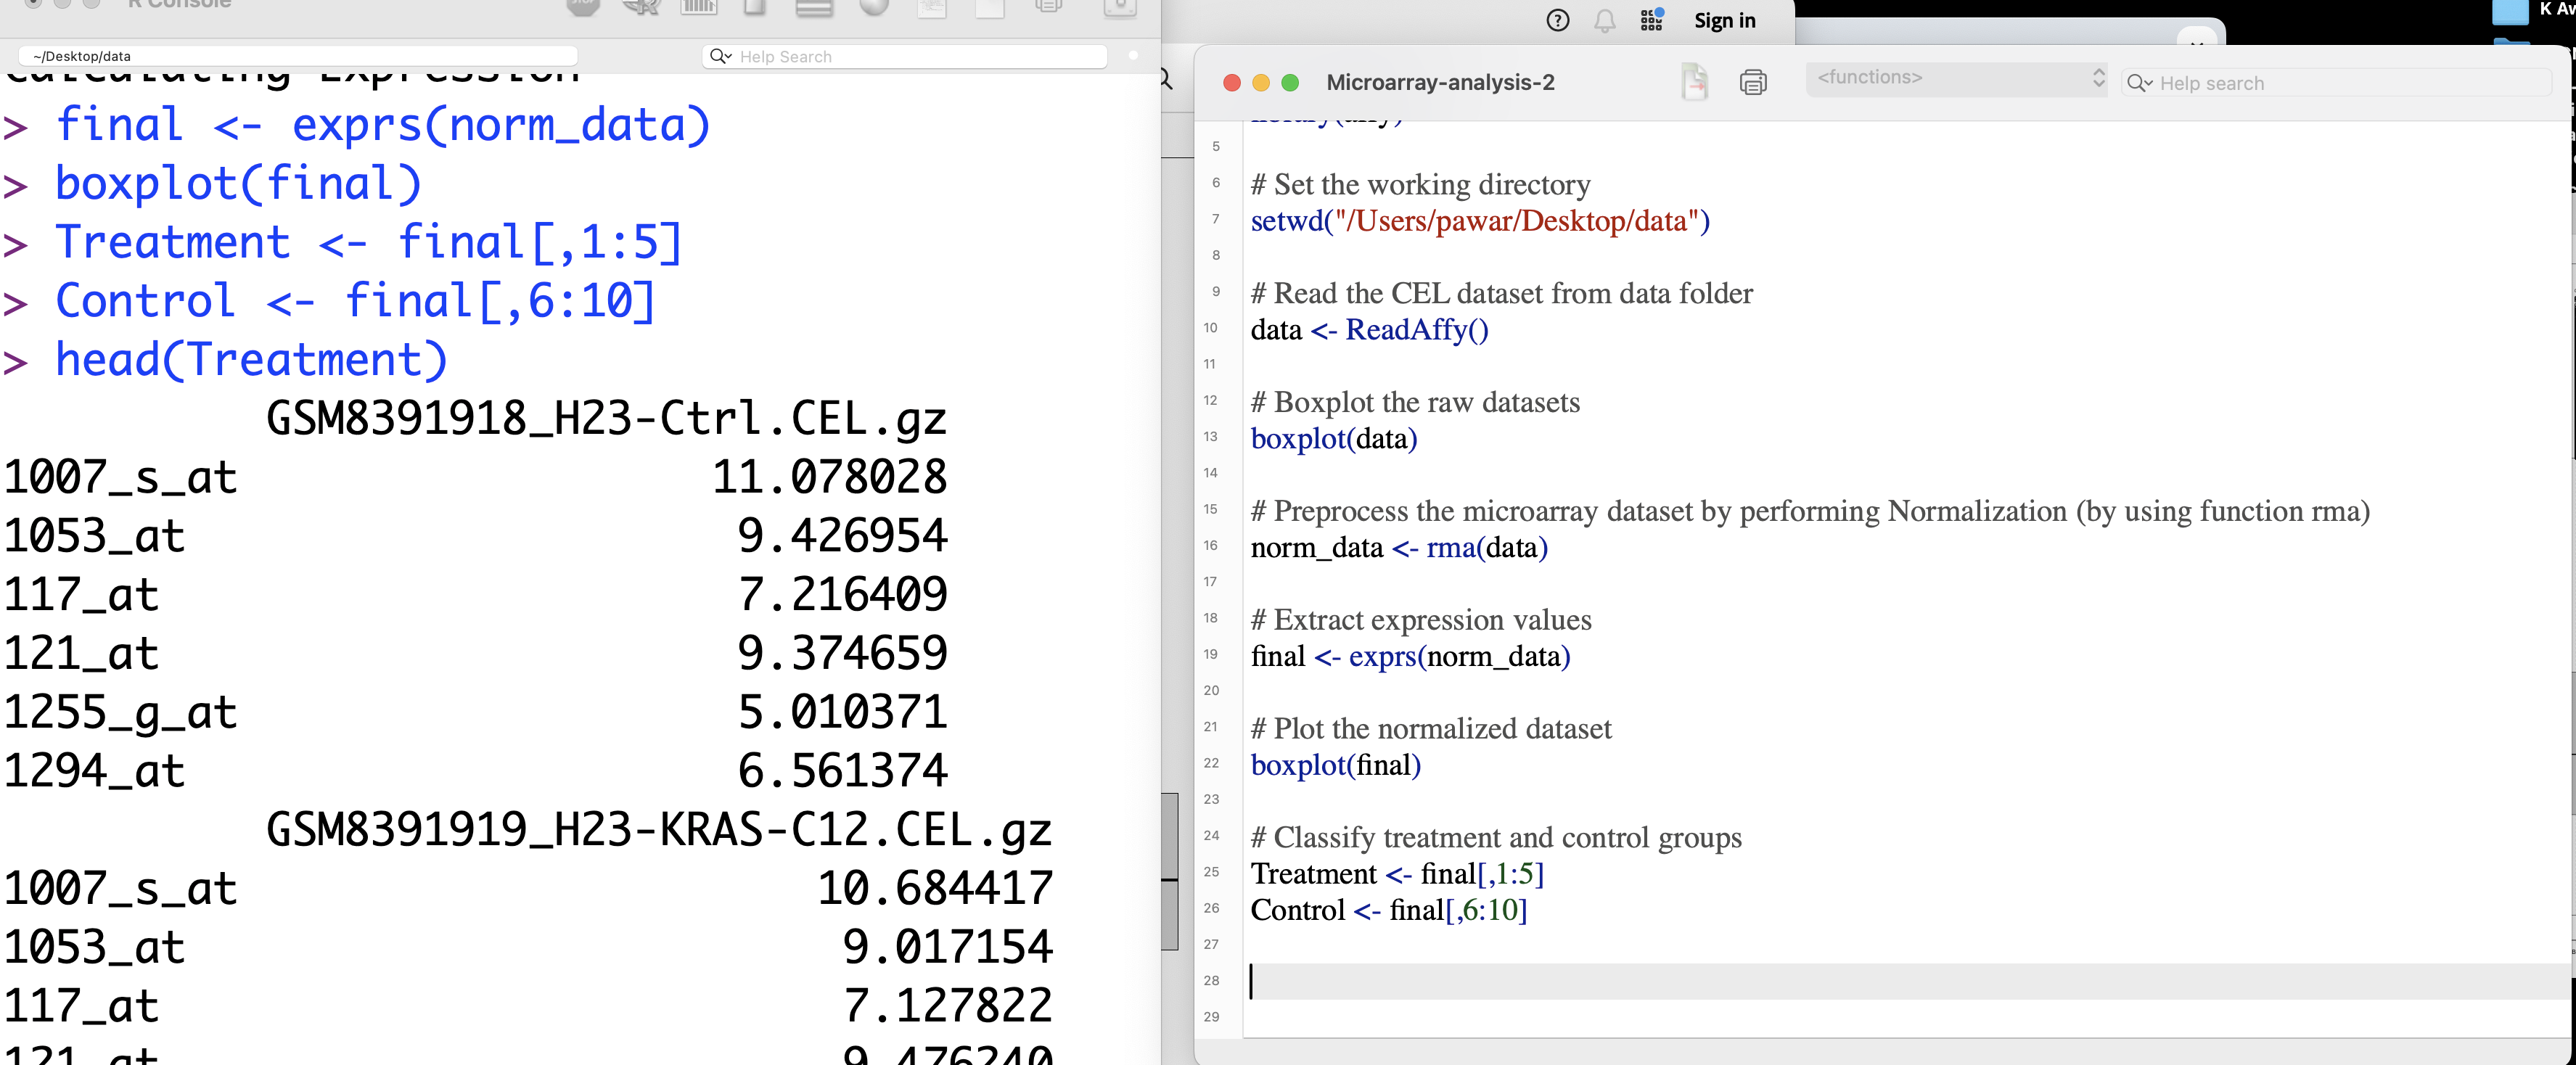 R Console
~/Desktop/data
Help Search
Calculating Expression
> final <- exprs(norm_data)
> boxplot(final)
> Treatment <- final[,1:5]
> Control <- final[,6:10]
> head(Treatment)
GSM8391918_H23-Ctrl.CEL.gz
1007_s_at 11.078028
1053_at 9.426954
117_at 7.216409
121_at 9.374659
1255_g_at 5.010371
1294_at 6.561374
GSM8391919_H23-KRAS-C12.CEL.gz
1007_s_at 10.684417
1053_at 9.017154
117_at 7.127822
121_at 9.476240
Sign in
K Aw
Microarray-analysis-2
<functions>
Help search
library(affy)
5
6 # Set the working directory
7 setwd("/Users/pawar/Desktop/data")
8
9 # Read the CEL dataset from data folder
10 data <- ReadAffy()
11
12 # Boxplot the raw datasets
13 boxplot(data)
14
15 # Preprocess the microarray dataset by performing Normalization (by using function rma)
16 norm_data <- rma(data)
17
18 # Extract expression values
19 final <- exprs(norm_data)
20
21 # Plot the normalized dataset
22 boxplot(final)
23
24 # Classify treatment and control groups
25 Treatment <- final[,1:5]
26 Control <- final[,6:10]
27
28
29